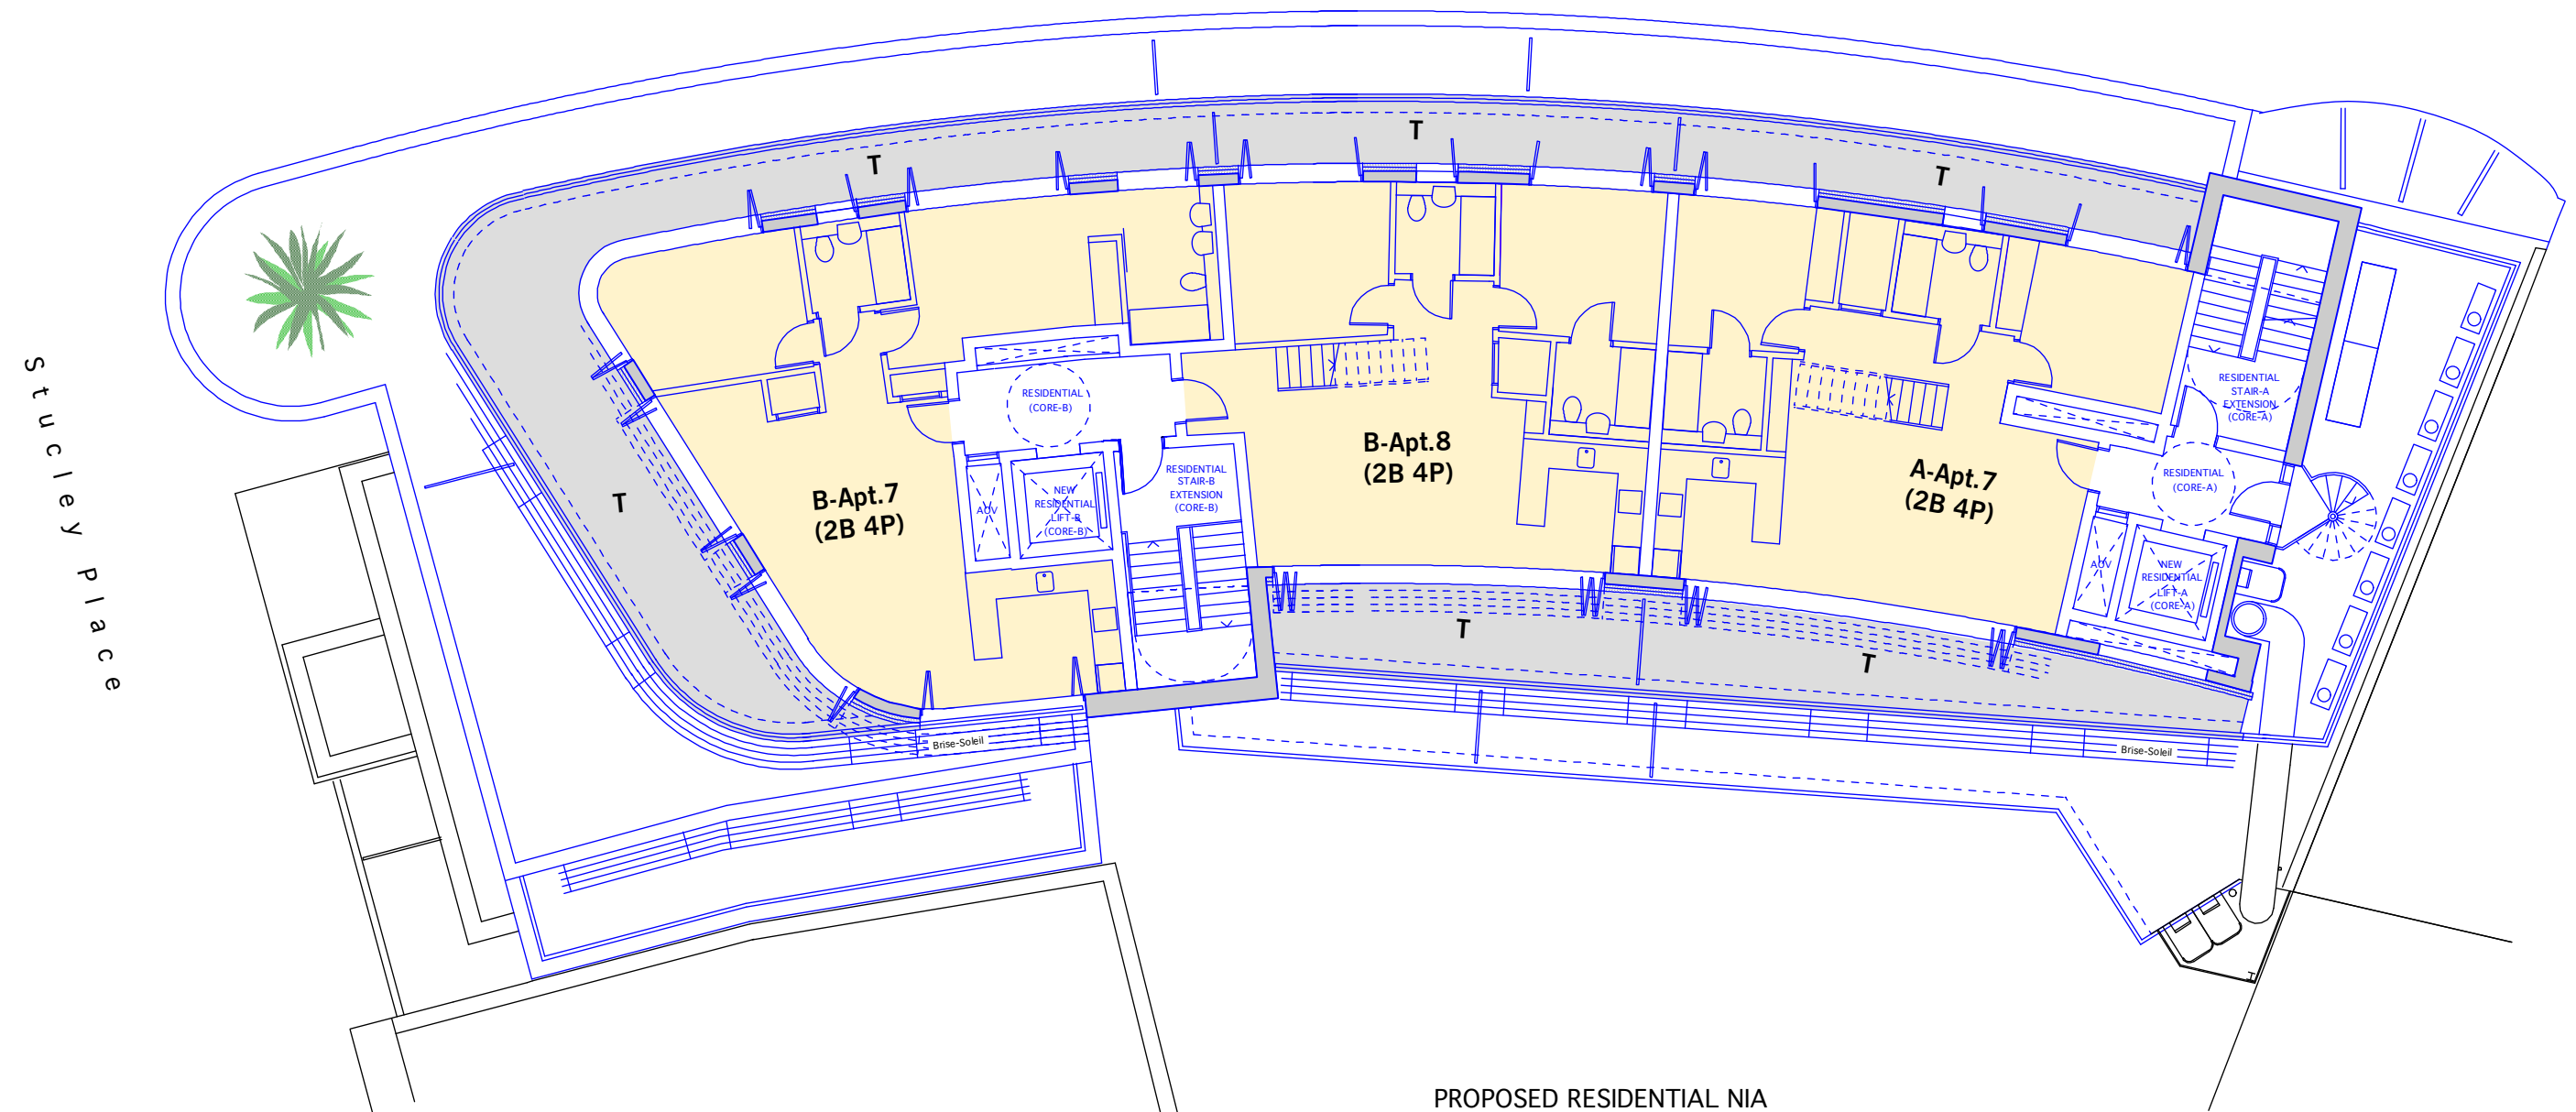 T
T
T
Stucley Place
RESIDENTIAL
STAIR-A
EXTENSION
(CORE-A)
RESIDENTIAL
(CORE-B)
B-Apt.8
(2B 4P)
A-Apt.7
(2B 4P)
RESIDENTIAL
(CORE-A)
B-Apt.7
(2B 4P)
T
AOV
NEW
RESIDENTIAL
LIFT-B
(CORE-B)
RESIDENTIAL
STAIR-B
EXTENSION
(CORE-B)
AOV
NEW
RESIDENTIAL
LIFT-A
(CORE-A)
T
T
Brise-Soleil
Brise-Soleil
PROPOSED RESIDENTIAL NIA